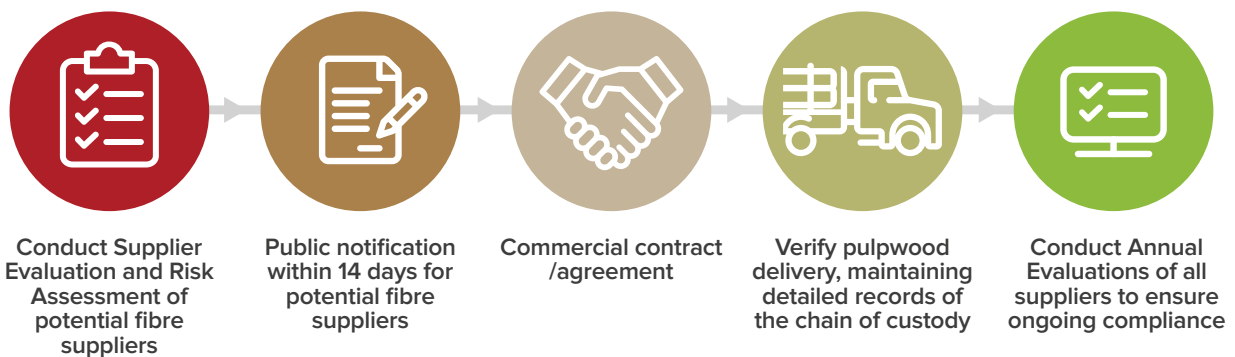 Conduct Supplier
Evaluation and Risk
Assessment of
potential fibre
suppliers
Public notification
within 14 days for
potential fibre
suppliers
Commercial contract
/agreement
Verify pulpwood
delivery, maintaining
detailed records of
the chain of custody
Conduct Annual
Evaluations of all
suppliers to ensure
ongoing compliance